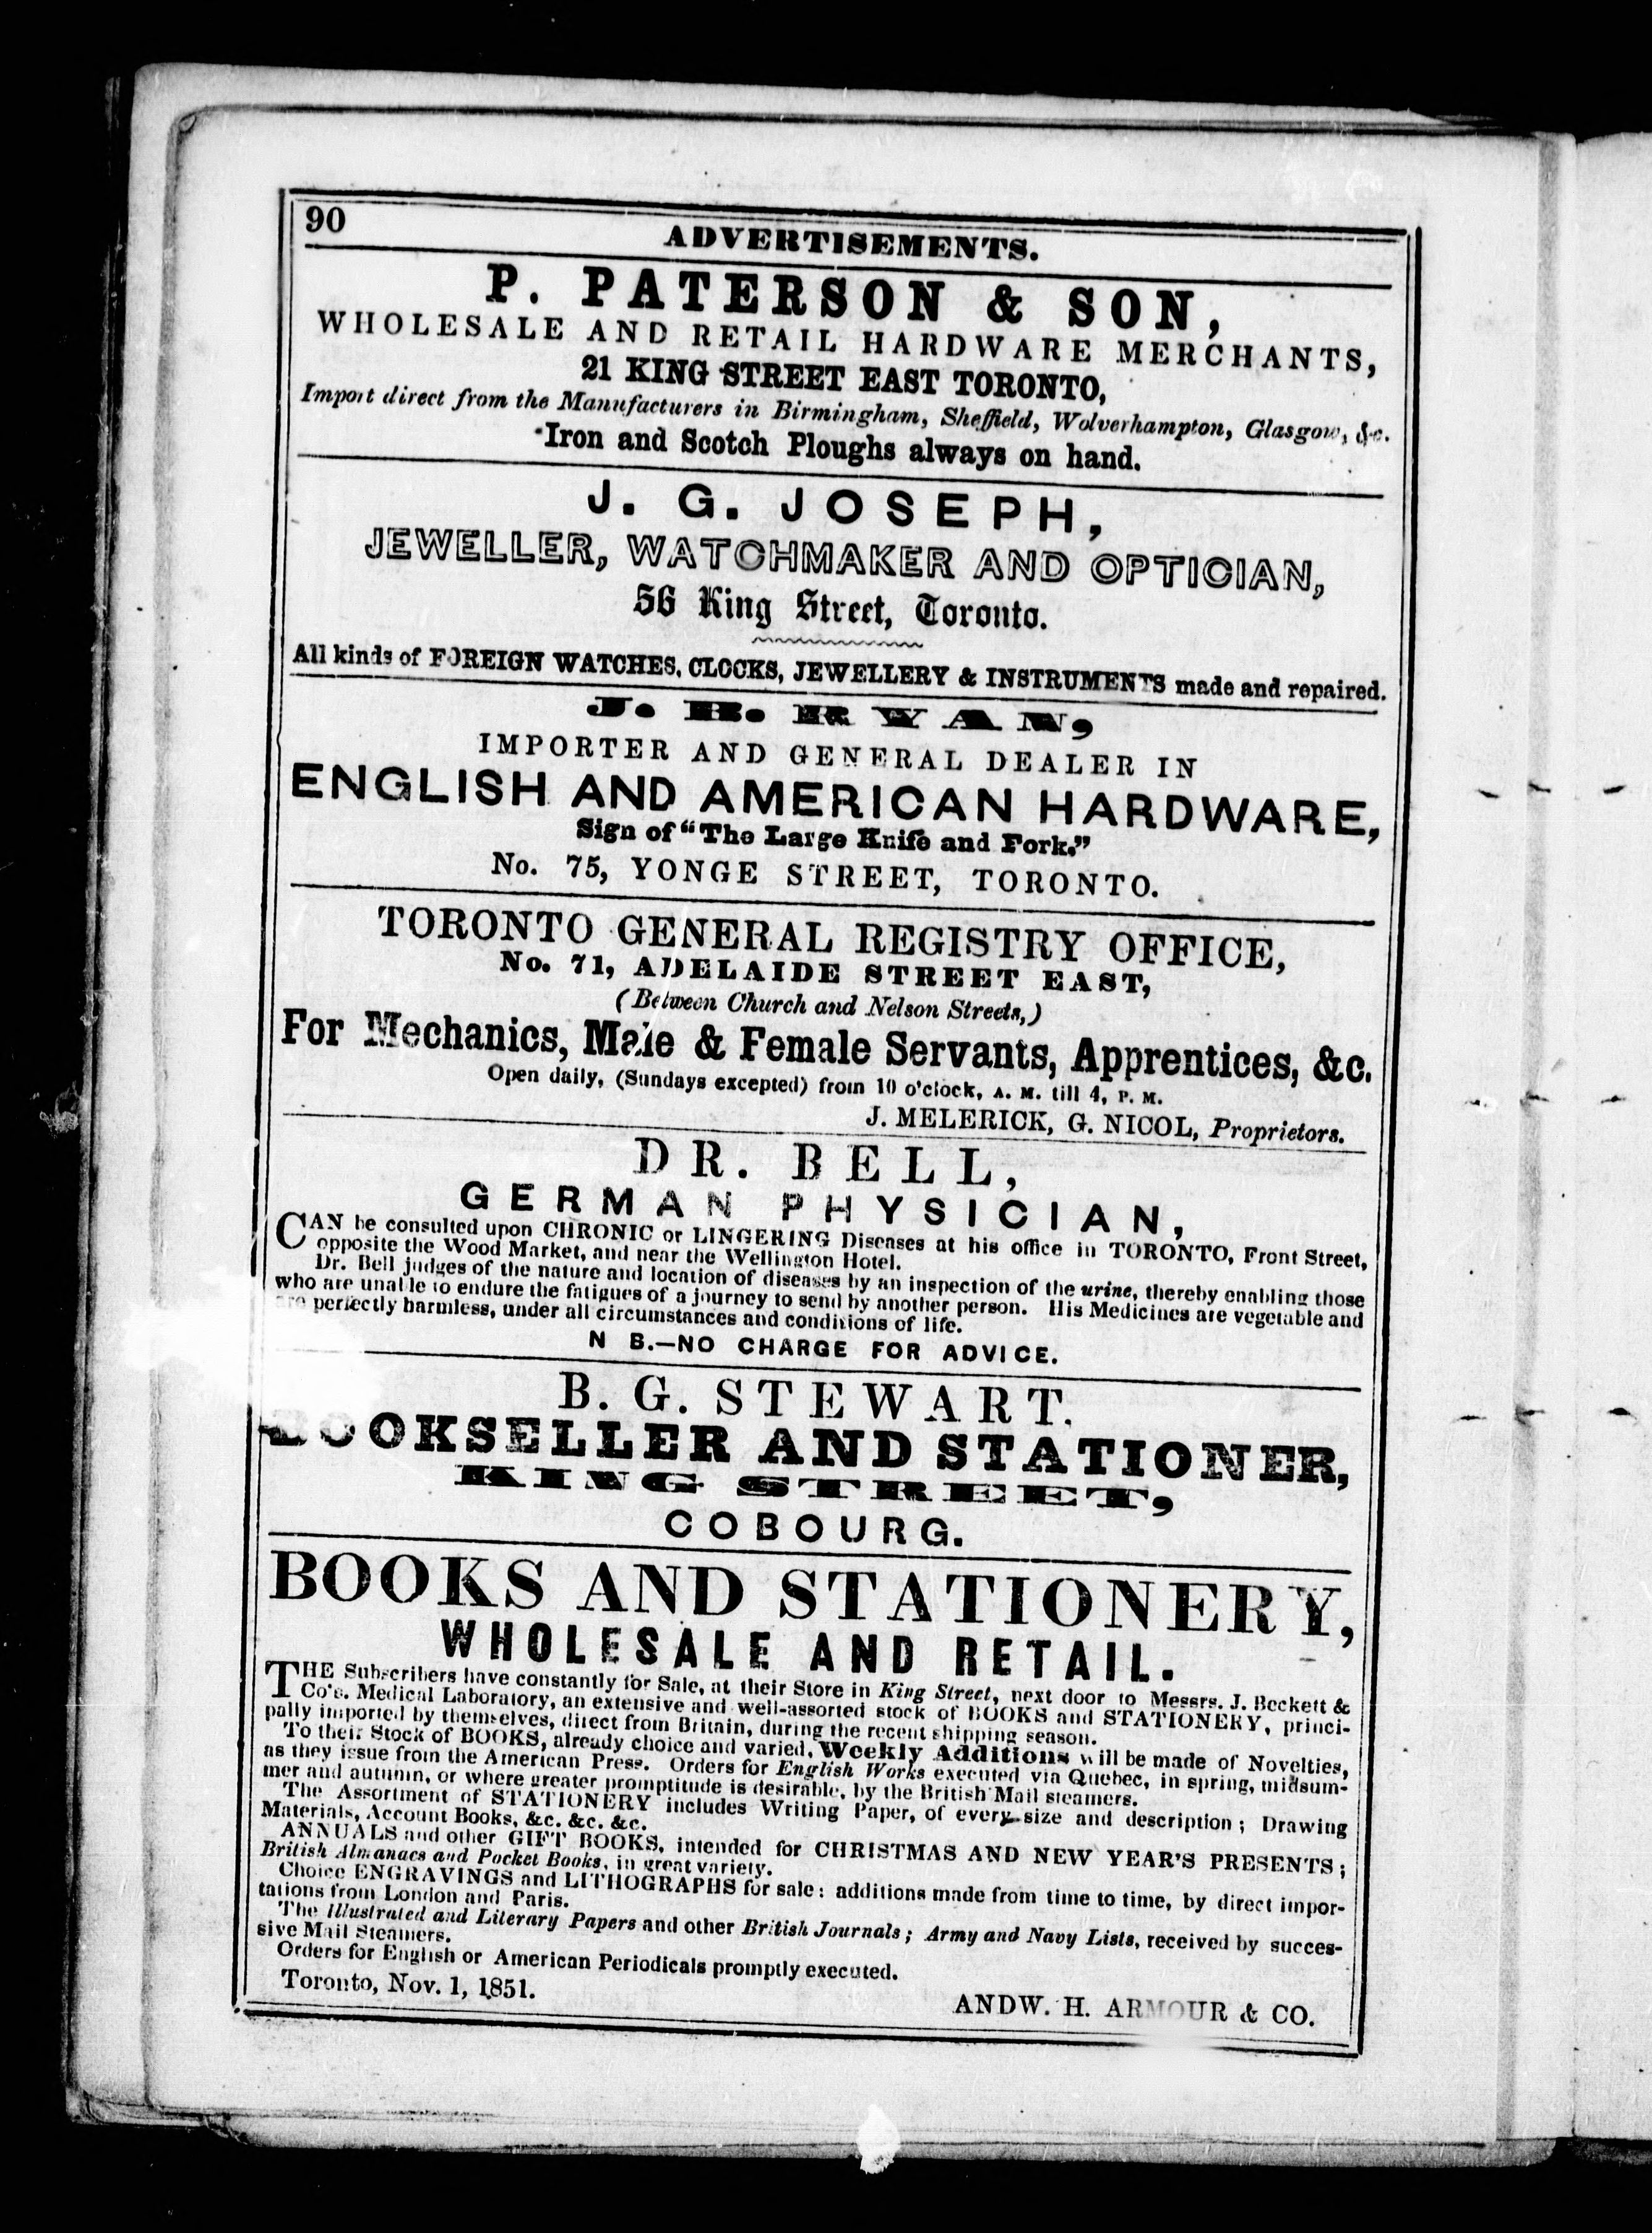 90
ADVERTISEMENTS.
P. PATERSON & SON,
WHOLESALE AND RETAIL HARDWARE MERCHANTS,
21 KING STREET EAST TORONTO,
Import direct from the Manufacturers in Birmingham, Sheffield, Wolverhampton, Glasgow, &c.
Iron and Scotch Ploughs always on hand.
J. G. JOSEPH,
JEWELLER, WATCHMAKER AND OPTICIAN,
56 King Street, Toronto.
All kinds of FOREIGN WATCHES, CLOCKS, JEWELLERY & INSTRUMENTS made and repaired.
J. H. RYAN,
IMPORTER AND GENERAL DEALER IN
ENGLISH AND AMERICAN HARDWARE,
Sign of "The Large Knife and Fork."
No. 75, YONGE STREET, TORONTO.
TORONTO GENERAL REGISTRY OFFICE,
No. 71, ADELAIDE STREET EAST,
(Between Church and Nelson Streets,)
For Mechanics, Male & Female Servants, Apprentices, &c.
Open daily, (Sundays excepted) from 10 o'clock, A. M. till 4, P. M.
J. MELERICK, G. NICOL, Proprietors.
DR. BELL,
GERMAN PHYSICIAN,
CAN be consulted upon CHRONIC or LINGERING Diseases at his office in TORONTO, Front Street,
opposite the Wood Market, and near the Wellington Hotel.
Dr. Bell judges of the nature and location of diseases by an inspection of the urine, thereby enabling those
who are unable to endure the fatigues of a journey to send by another person. His Medicines are vegetable and
are perfectly harmless, under all circumstances and conditions of life.
N B.—NO CHARGE FOR ADVICE.
B. G. STEWART.
BOOKSELLER AND STATIONER,
KING STREET,
COBOURG.
BOOKS AND STATIONERY,
WHOLESALE AND RETAIL.
THE Subscribers have constantly for Sale, at their Store in King Street, next door to Messrs. J. Beckett &
Co's. Medical Laboratory, an extensive and well-assorted stock of BOOKS and STATIONERY, princi-
pally imported by themselves, direct from Britain, during the recent shipping season.
To their Stock of BOOKS, already choice and varied, Weekly Additions will be made of Novelties,
as they issue from the American Press. Orders for English Works executed via Quebec, in spring, midsum-
mer and autumn, or where greater promptitude is desirable, by the British Mail steamers.
The Assortment of STATIONERY includes Writing Paper, of every size and description; Drawing
Materials, Account Books, &c. &c. &c.
ANNUALS and other GIFT BOOKS, intended for CHRISTMAS AND NEW YEAR'S PRESENTS;
British Almanacs and Pocket Books, in great variety.
Choice ENGRAVINGS and LITHOGRAPHS for sale: additions made from time to time, by direct impor-
tations from London and Paris.
The Illustrated and Literary Papers and other British Journals; Army and Navy Lists, received by succes-
sive Mail Steamers.
Orders for English or American Periodicals promptly executed.
Toronto, Nov. 1, 1851.
ANDW. H. ARMOUR & CO.